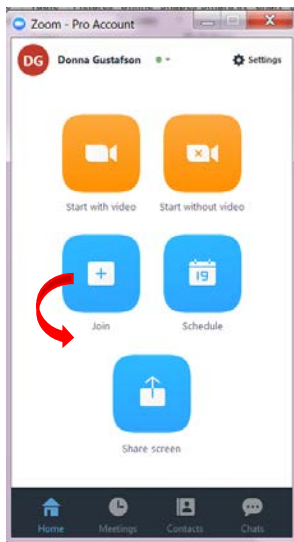 Zoom - Pro Account
DG Donna Gustafson Settings
Start with video Start without video
19
Join Schedule
Share screen
Home Meetings Contacts Chats